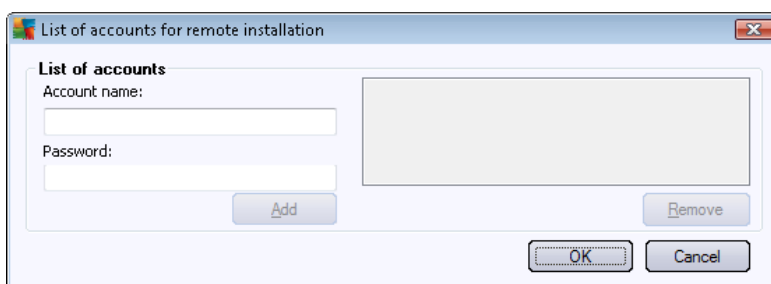 List of accounts for remote installation
List of accounts
Account name:
Password:
Add
Remove
OK
Cancel